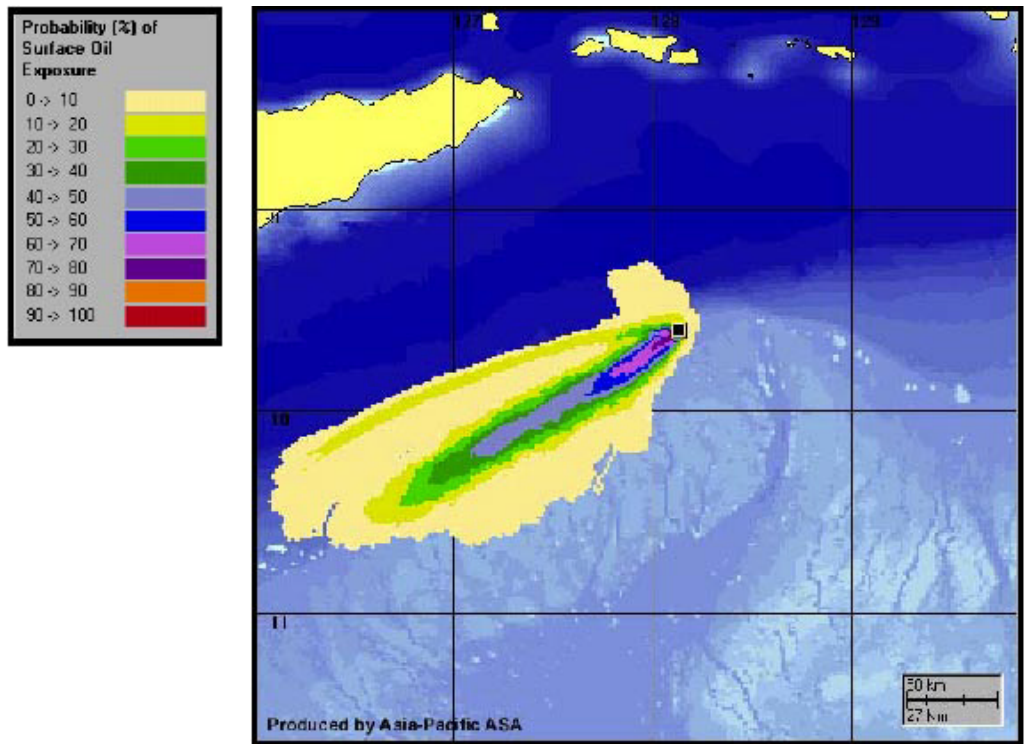 Probability (%) of
Surface Oil
Exposure
0 -> 10
10 -> 20
20 -> 30
30 -> 40
40 -> 50
50 -> 60
60 -> 70
70 -> 80
80 -> 90
90 -> 100
127 128 129
10
11
50 km
27 Nm
Produced by Asia-Pacific ASA